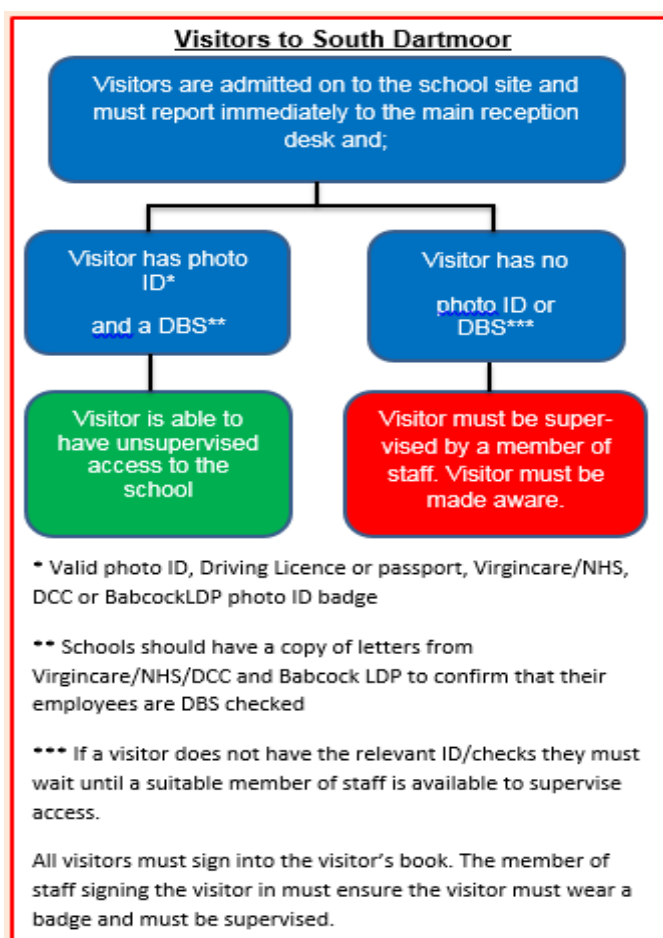 Visitors to South Dartmoor
Visitors are admitted on to the school site and
must report immediately to the main reception
desk and;
Visitor has photo
ID*
and a DBS**
Visitor has no
photo ID or
DBS***
Visitor is able to
have unsupervised
access to the
school
Visitor must be super-
vised by a member of
staff. Visitor must be
made aware.
* Valid photo ID, Driving Licence or passport, Virgincare/NHS,
DCC or BabcockLDP photo ID badge
** Schools should have a copy of letters from
Virgincare/NHS/DCC and Babcock LDP to confirm that their
employees are DBS checked
*** If a visitor does not have the relevant ID/checks they must
wait until a suitable member of staff is available to supervise
access.
All visitors must sign into the visitor’s book. The member of
staff signing the visitor in must ensure the visitor must wear a
badge and must be supervised.